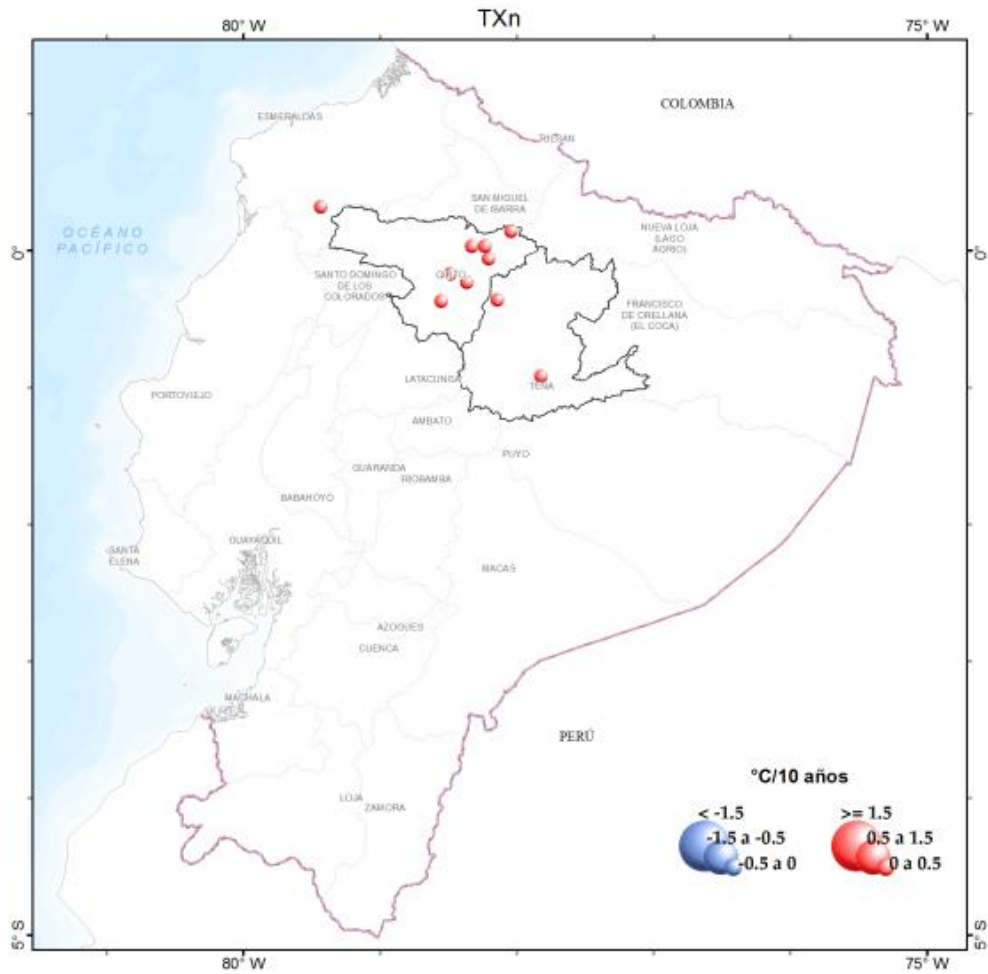 TXn
80° W
75° W
COLOMBIA
ESMERALDAS
TULCAN
SAN MIGUEL
DE IBARRA
OCÉANO
PACÍFICO
NUEVA LOJA
(LAGO
AGRIO)
0°
0°
SANTO DOMINGO
DE LOS
COLORADOS
QUITO
FRANCISCO
DE ORELLANA
(EL COCA)
LATACUNGA
TENA
PORTOVIEJO
AMBATO
PUYO
GUARANDA
RIOBAMBA
BABAHOYO
GUAYAQUIL
SANTA
ELENA
MACAS
AZOGUES
CUENCA
MACHALA
PERÚ
°C/10 años
LOJA
ZAMORA
< -1.5
-1.5 a -0.5
-0.5 a 0
>= 1.5
0.5 a 1.5
0 a 0.5
5° S
5° S
80° W
75° W